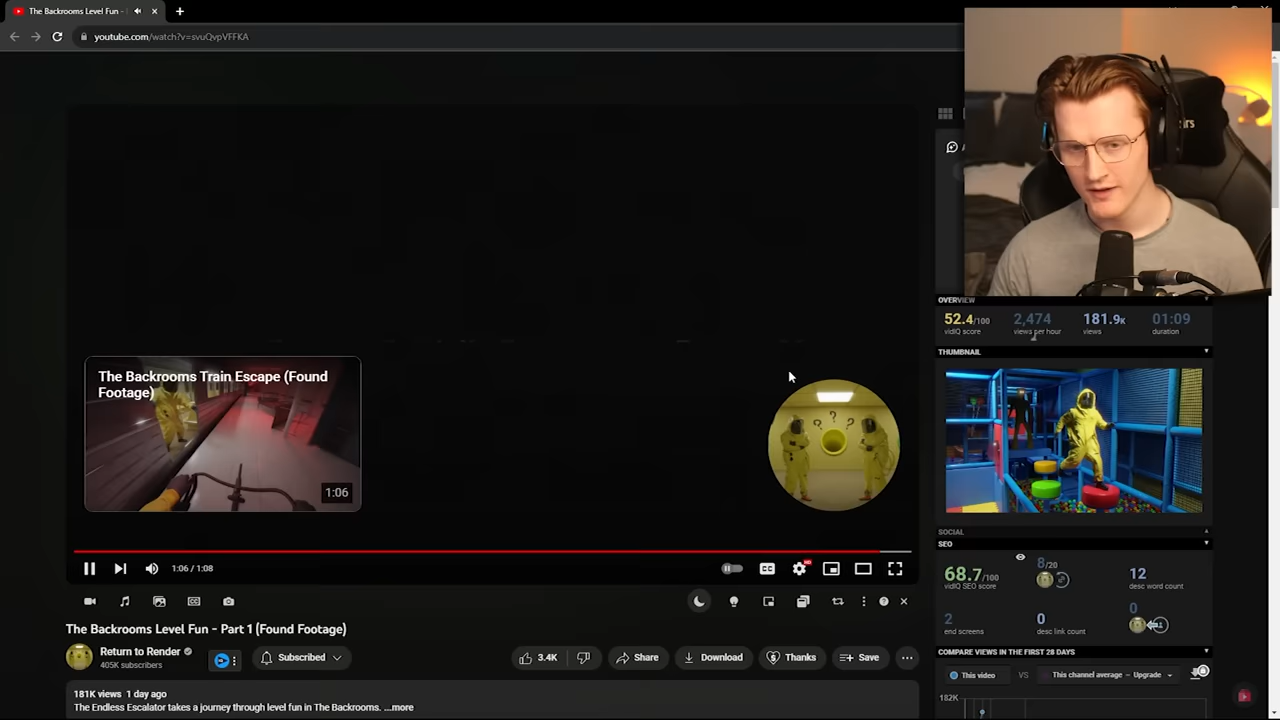 The Backrooms Level Fun -
youtube.com/watch?v=svuQvpVFFKA
The Backrooms Train Escape (Found
Footage)
1:06
1:06 / 1:08
The Backrooms Level Fun - Part 1 (Found Footage)
Return to Render
405K subscribers
Subscribed
3.4K
Share
Download
Thanks
Save
181K views 1 day ago
The Endless Escalator takes a journey through level fun in The Backrooms. ...more
OVERVIEW
52.4/100
vidIQ score
2,474
views per hour
181.9K
views
01:09
duration
THUMBNAIL
SOCIAL
SEO
68.7/100
vidIQ SEO score
8/20
12
desc word count
2
end screens
0
desc link count
0
COMPARE VIEWS IN THE FIRST 28 DAYS
This video
VS
This channel average – Upgrade
182K